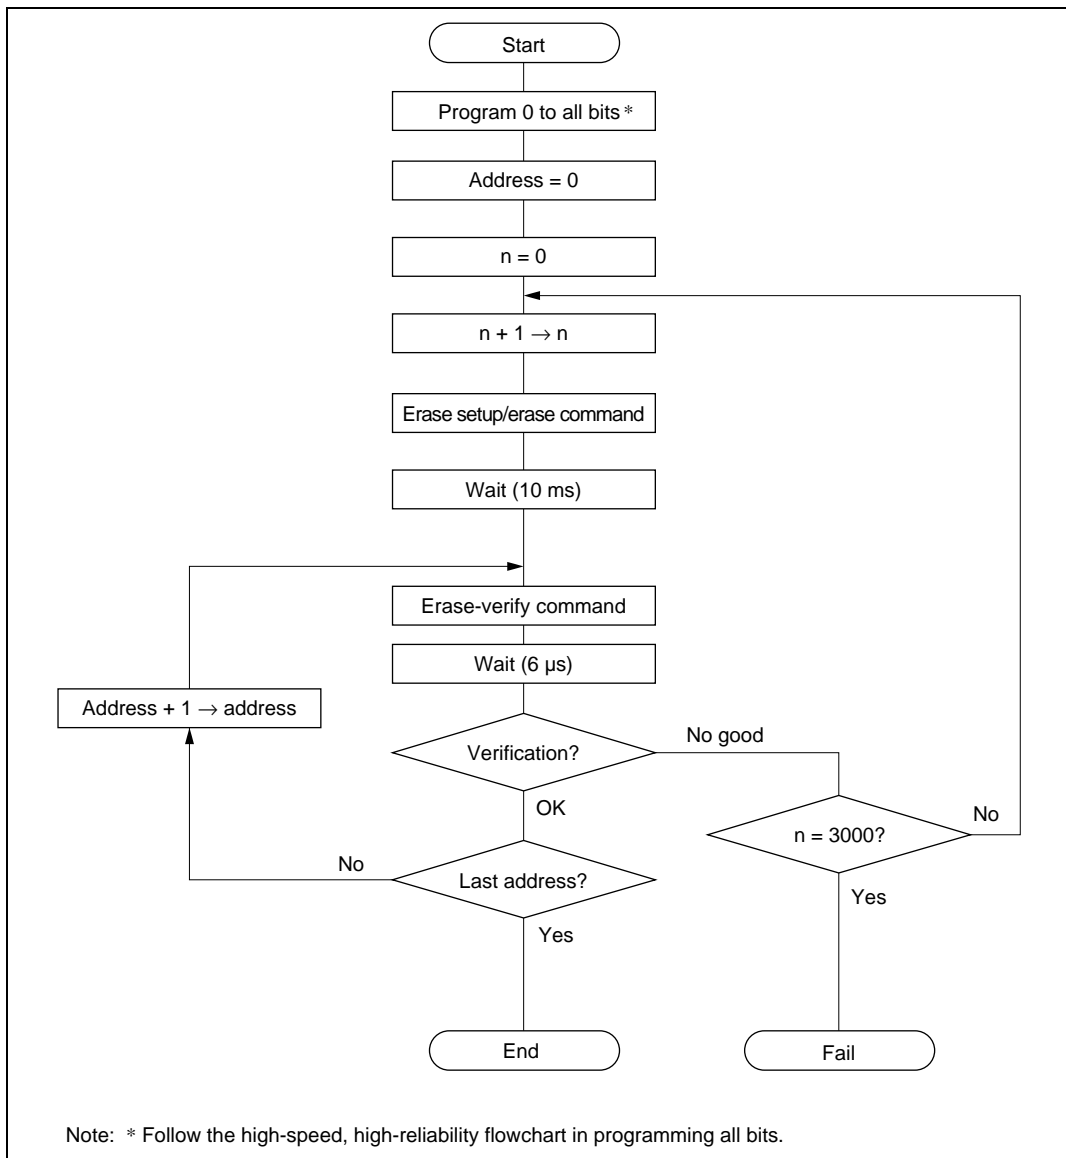 Start
Program 0 to all bits *
Address = 0
n = 0
n + 1 → n
Erase setup/erase command
Wait (10 ms)
Erase-verify command
Wait (6 µs)
Address + 1 → address
Verification?
No good
OK
n = 3000?
No
No
Last address?
Yes
Yes
End
Fail
Note: * Follow the high-speed, high-reliability flowchart in programming all bits.